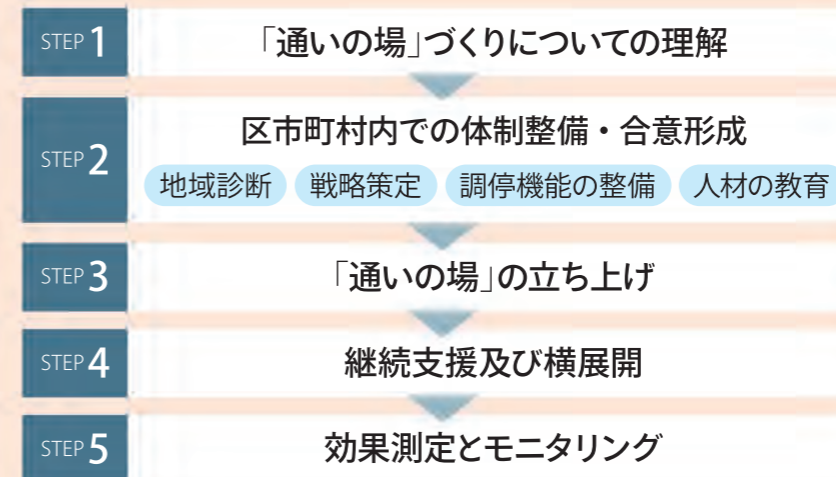 STEP 1
「通いの場」づくりについての理解
STEP 2
区市町村内での体制整備・合意形成
地域診断 戦略策定 調停機能の整備 人材の教育
STEP 3
「通いの場」の立ち上げ
STEP 4
継続支援及び横展開
STEP 5
効果測定とモニタリング